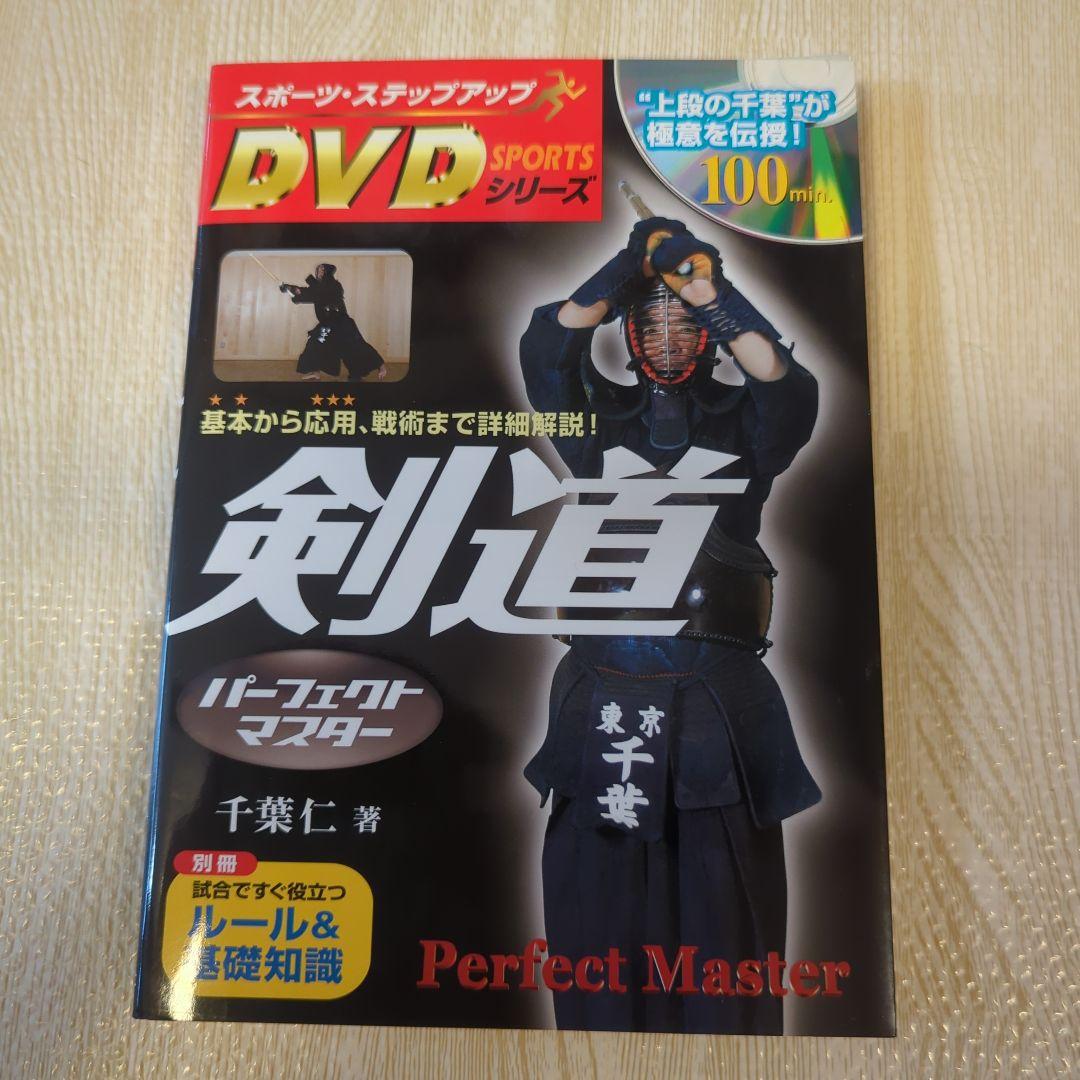 スポーツ・ステップアップ
DVD SPORTS
シリーズ
“上段の千葉”が
極意を伝授！
100min.
★★ ★★★
基本から応用、戦術まで詳細解説！
剣道
パーフェクト
マスター
東京
千葉
千葉仁 著
別冊
試合ですぐ役立つ
ルール&
基礎知識
Perfect Master